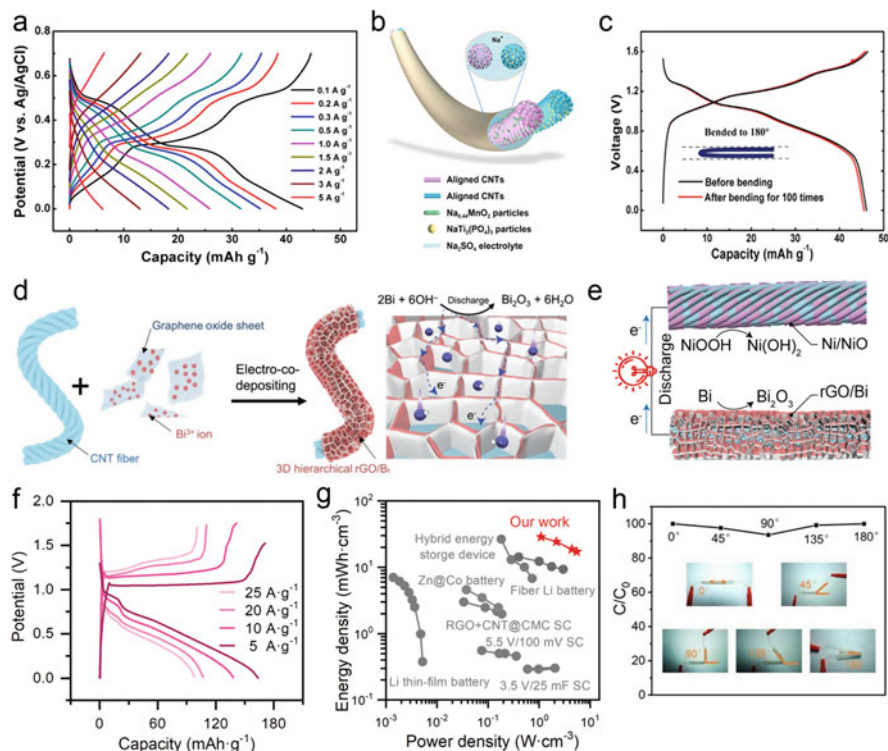 a
Potential (V vs. Ag/AgCl)
0.8
0.6
0.4
0.2
0.0
0.1 A g⁻¹
0.2 A g⁻¹
0.3 A g⁻¹
0.5 A g⁻¹
1.0 A g⁻¹
1.5 A g⁻¹
2 A g⁻¹
3 A g⁻¹
5 A g⁻¹
0 10 20 30 40 50
Capacity (mAh g⁻¹)
b
Na⁺
Aligned CNTs
Aligned CNTs
Na₀.₄₄MnO₂ particles
NaTi₂(PO₄)₃ particles
Na₂SO₄ electrolyte
c
Voltage (V)
1.6
1.2
0.8
0.4
0.0
Bended to 180°
Before bending
After bending for 100 times
0 10 20 30 40 50
Capacity (mAh g⁻¹)
d
Graphene oxide sheet
+
Bi³⁺ ion
CNT fiber
Electro-co-
depositing
3D hierarchical rGO/Bi
2Bi + 6OH⁻ Discharge Bi₂O₃ + 6H₂O
e⁻
e⁻
e
e⁻
Discharge
e⁻
NiOOH Ni(OH)₂ Ni/NiO
Bi Bi₂O₃ rGO/Bi
f
Potential (V)
2.0
1.5
1.0
0.5
0.0
25 A·g⁻¹
20 A·g⁻¹
10 A·g⁻¹
5 A·g⁻¹
0 60 120 180
Capacity (mAh·g⁻¹)
g
Energy density (mWh·cm⁻³)
10²
10¹
10⁰
10⁻¹
Our work
Hybrid energy
storge device
Zn@Co battery
Fiber Li battery
RGO+CNT@CMC SC
5.5 V/100 mV SC
Li thin-film battery
3.5 V/25 mF SC
10⁻³ 10⁻² 10⁻¹ 10⁰ 10¹
Power density (W·cm⁻³)
h
C/C₀
100
80
60
40
20
0
0° 45° 90° 135° 180°
0°
45°
90°
135
180